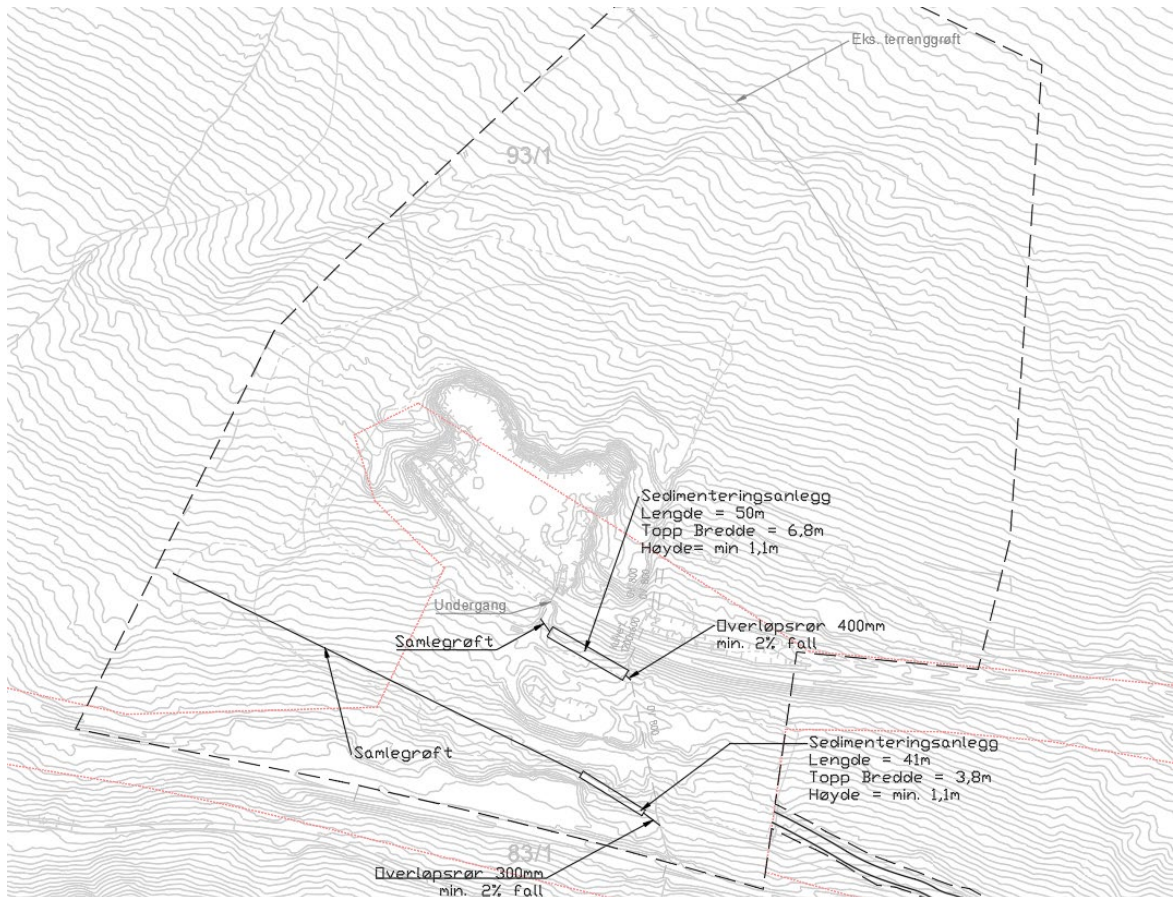 Eks. terrenggrøft
93/1
Sedimenteringsanlegg
Lengde = 50m
Topp Bredde = 6,8m
Høyde= min 1,1m
Undergang
Samlegrøft
Overløpsrør 400mm
min. 2% fall
Samlegrøft
Sedimenteringsanlegg
Lengde = 41m
Topp Bredde = 3,8m
Høyde = min. 1,1m
83/1
Overløpsrør 300mm
min. 2% fall